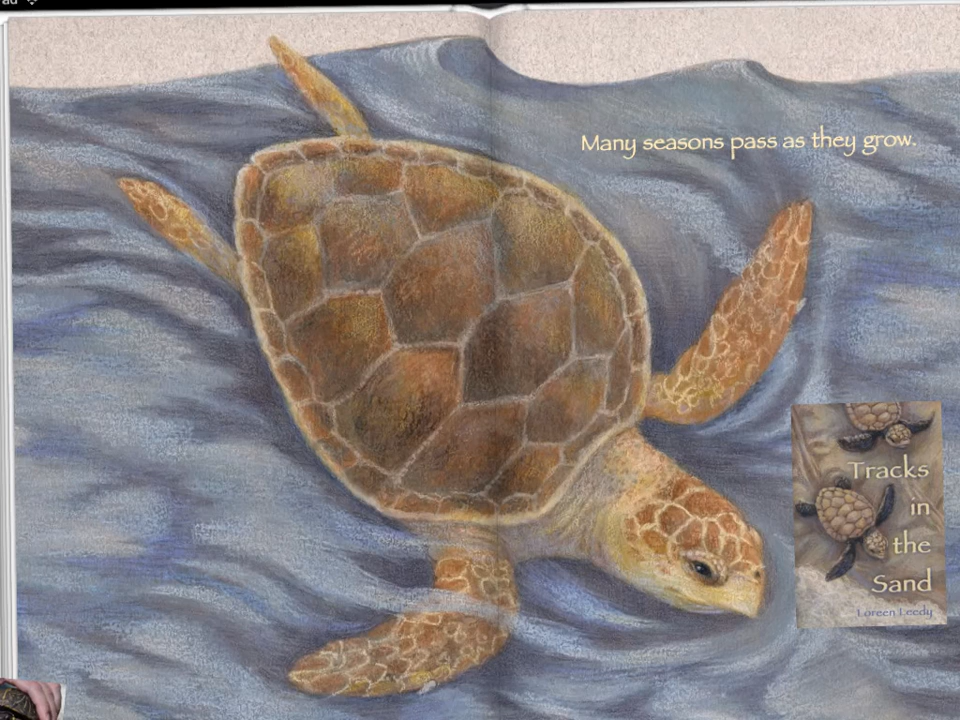 Many seasons pass as they grow.
Tracks
in
the
Sand
Loreen Leedy